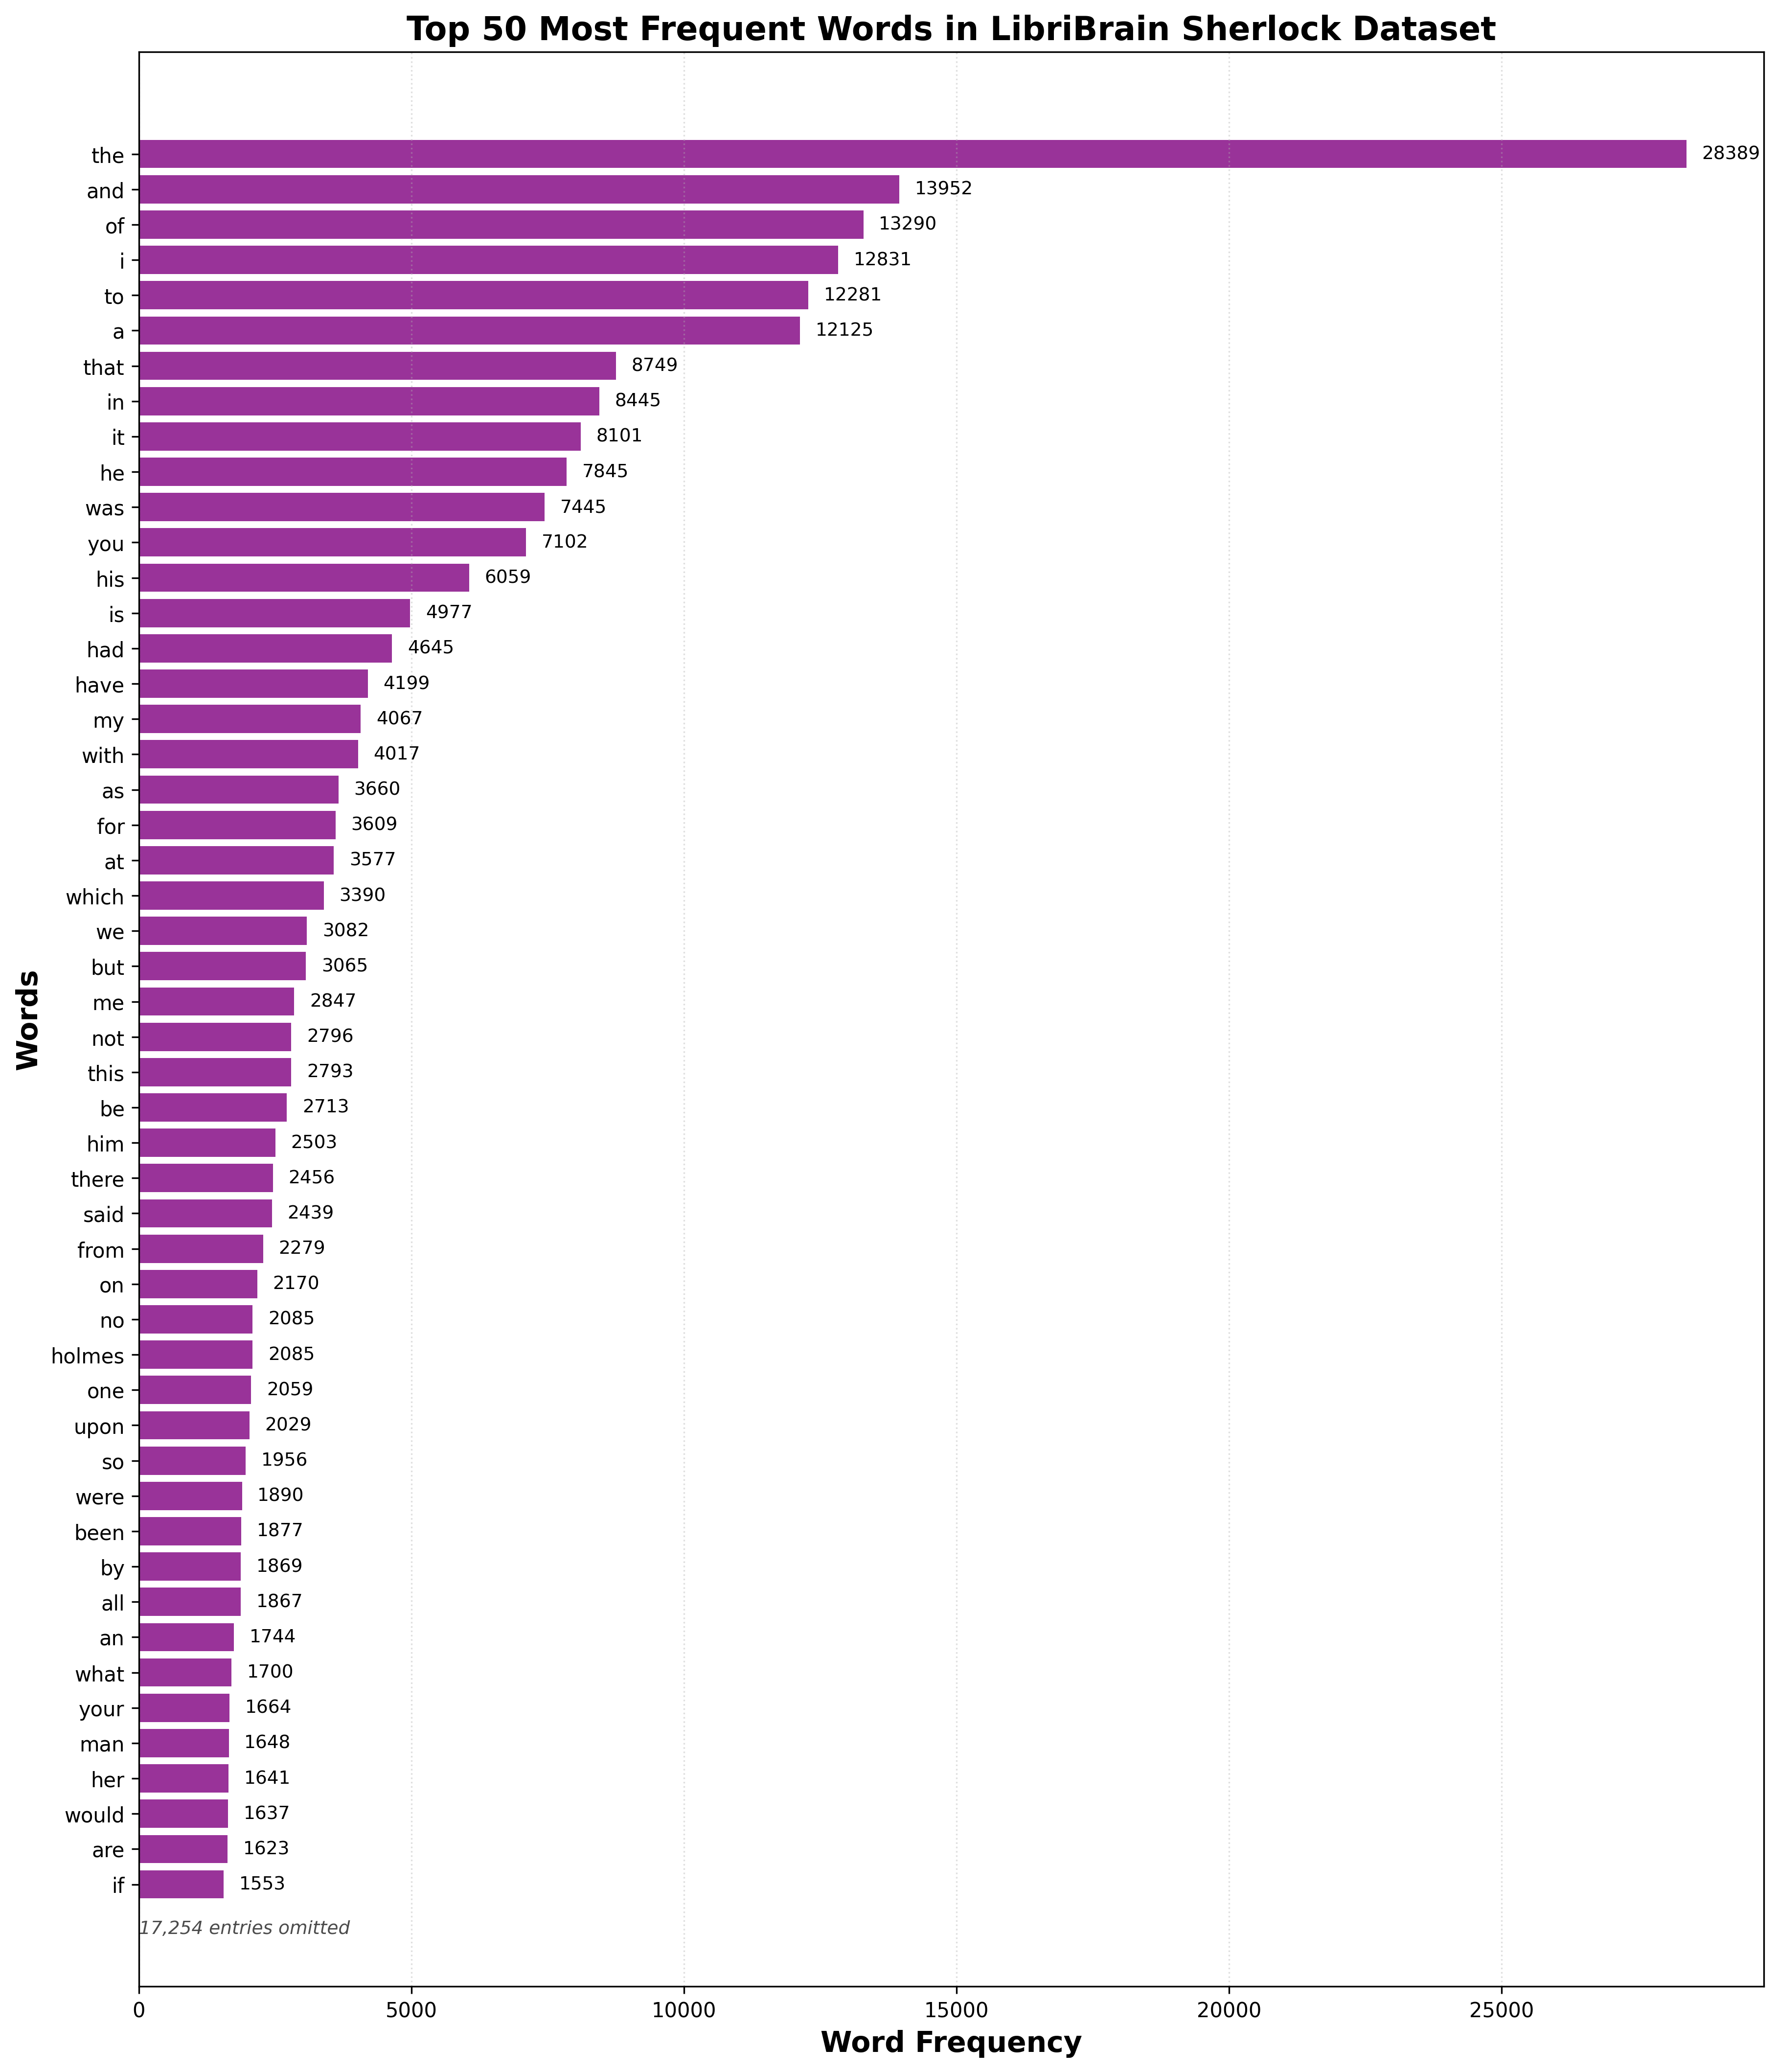 Top 50 Most Frequent Words in LibriBrain Sherlock Dataset
the 28389
and 13952
of 13290
i 12831
to 12281
a 12125
that 8749
in 8445
it 8101
he 7845
was 7445
you 7102
his 6059
is 4977
had 4645
have 4199
my 4067
with 4017
as 3660
for 3609
at 3577
which 3390
we 3082
but 3065
me 2847
not 2796
this 2793
be 2713
him 2503
there 2456
said 2439
from 2279
on 2170
no 2085
holmes 2085
one 2059
upon 2029
so 1956
were 1890
been 1877
by 1869
all 1867
an 1744
what 1700
your 1664
man 1648
her 1641
would 1637
are 1623
if 1553
17,254 entries omitted
0 5000 10000 15000 20000 25000
Word Frequency
Words